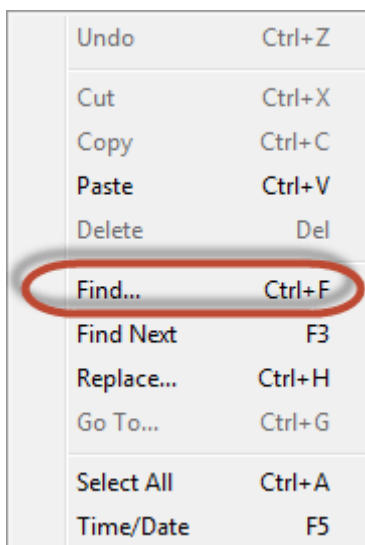 Undo Ctrl+Z
Cut Ctrl+X
Copy Ctrl+C
Paste Ctrl+V
Delete Del
Find... Ctrl+F
Find Next F3
Replace... Ctrl+H
Go To... Ctrl+G
Select All Ctrl+A
Time/Date F5